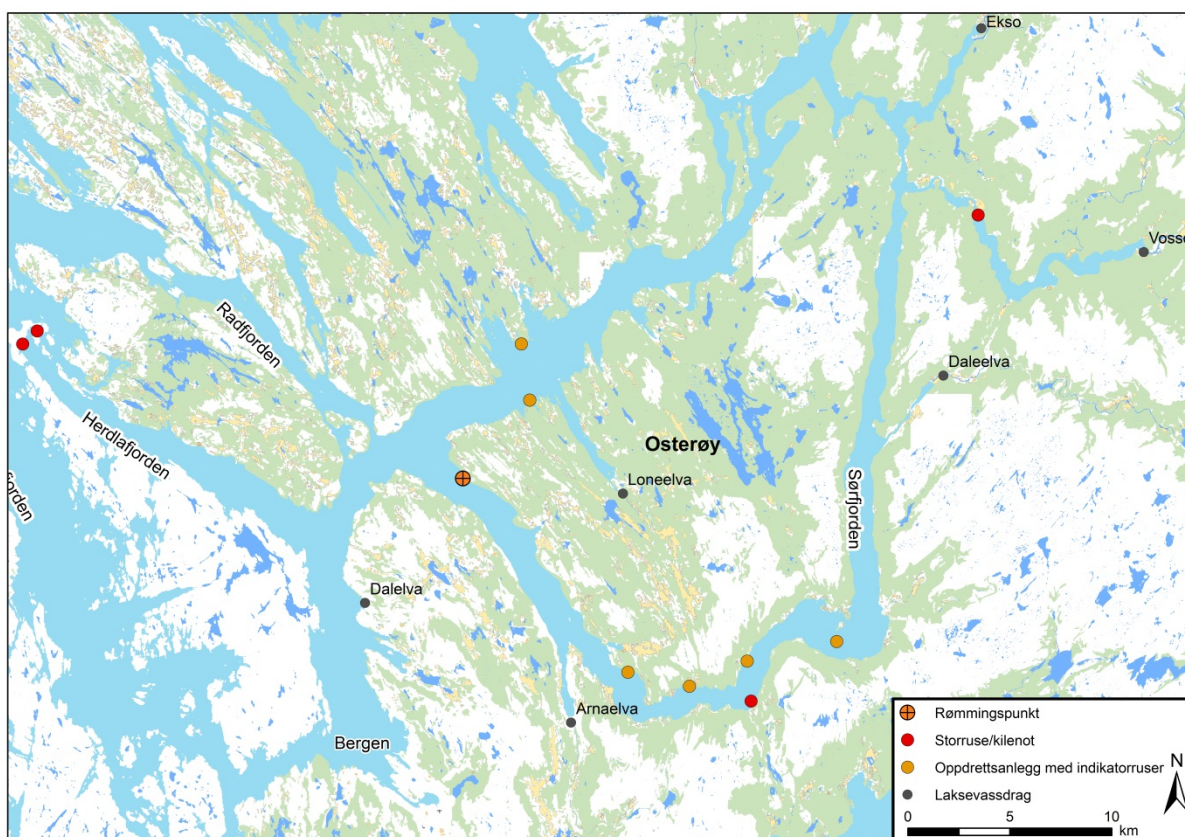 Ekso
Vosso
Radfjorden
Daleelva
Herdlafjorden
Osterøy
fjorden
Loneelva
Sørfjorden
Dalelva
Arnaelva
Bergen
Rømmingspunkt
Storruse/kilenot
Oppdrettsanlegg med indikatorruser
Laksevassdrag
N
0 5 10
km